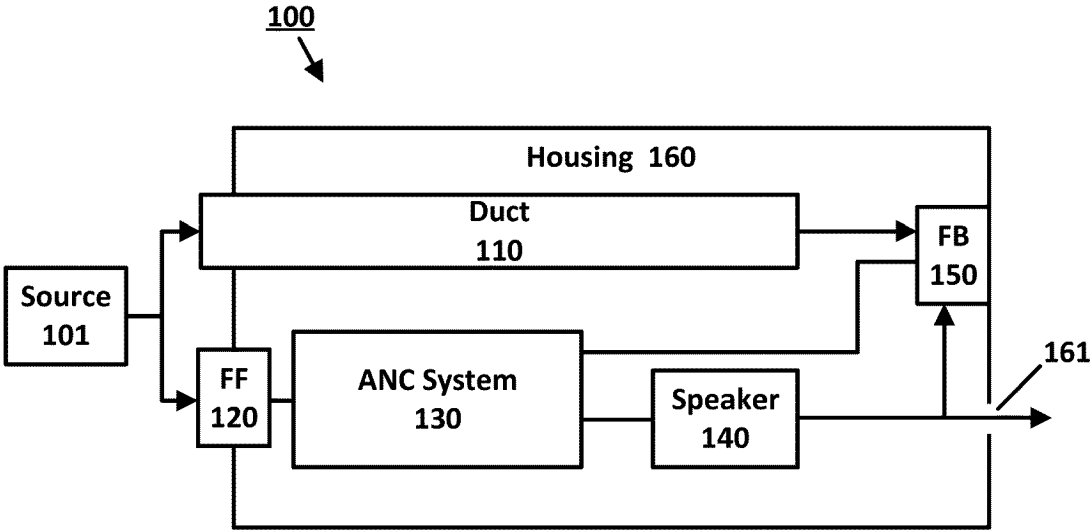 100
Housing 160
Duct
110
FB
150
Source
101
161
FF
120
ANC System
130
Speaker
140